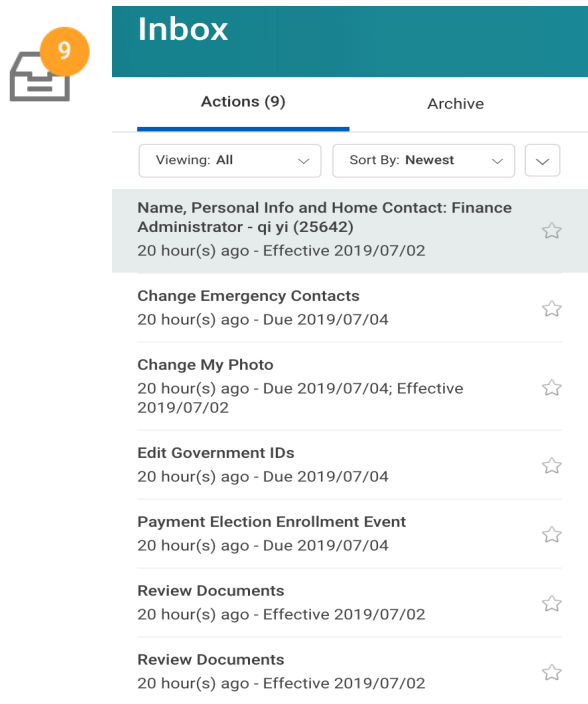 9
Inbox
Actions (9)
Archive
Viewing: All
Sort By: Newest
Name, Personal Info and Home Contact: Finance
Administrator - qi yi (25642)
20 hour(s) ago - Effective 2019/07/02
Change Emergency Contacts
20 hour(s) ago - Due 2019/07/04
Change My Photo
20 hour(s) ago - Due 2019/07/04; Effective
2019/07/02
Edit Government IDs
20 hour(s) ago - Due 2019/07/04
Payment Election Enrollment Event
20 hour(s) ago - Due 2019/07/04
Review Documents
20 hour(s) ago - Effective 2019/07/02
Review Documents
20 hour(s) ago - Effective 2019/07/02